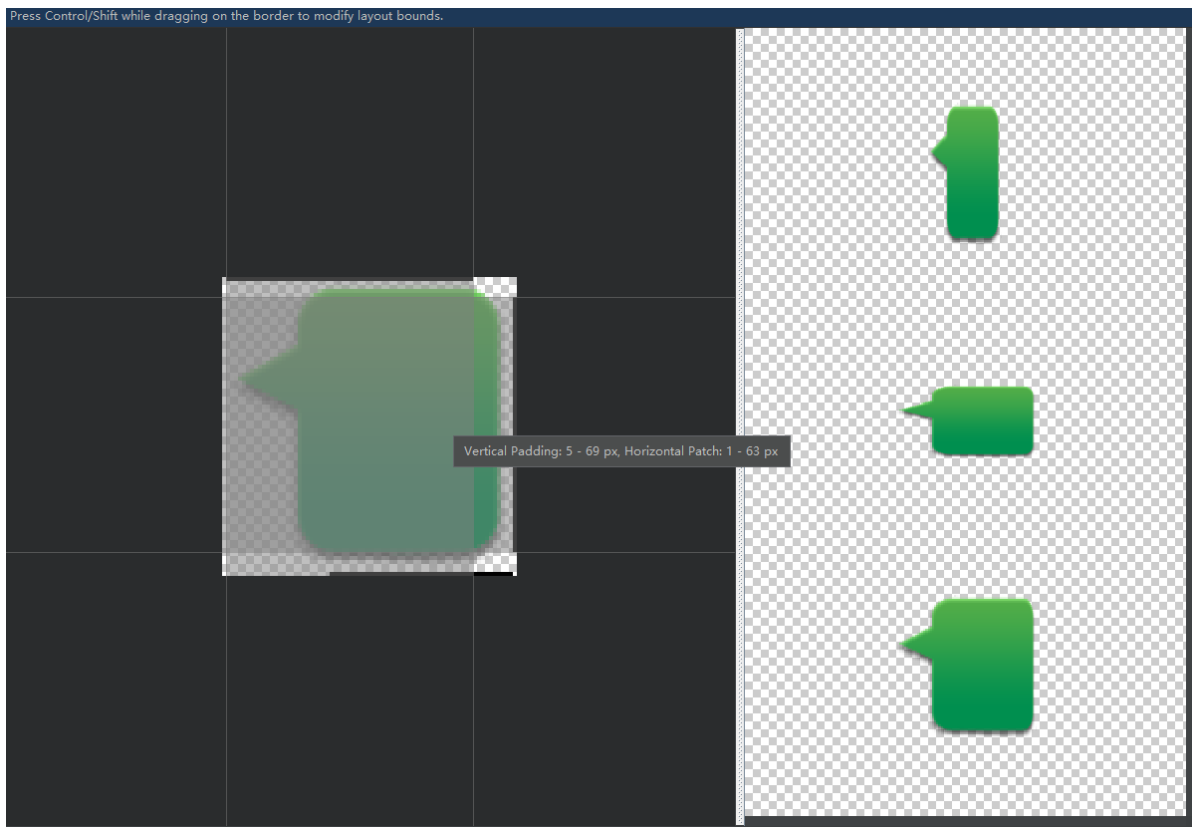 Press Control/Shift while dragging on the border to modify layout bounds.
Vertical Padding: 5 - 69 px, Horizontal Patch: 1 - 63 px